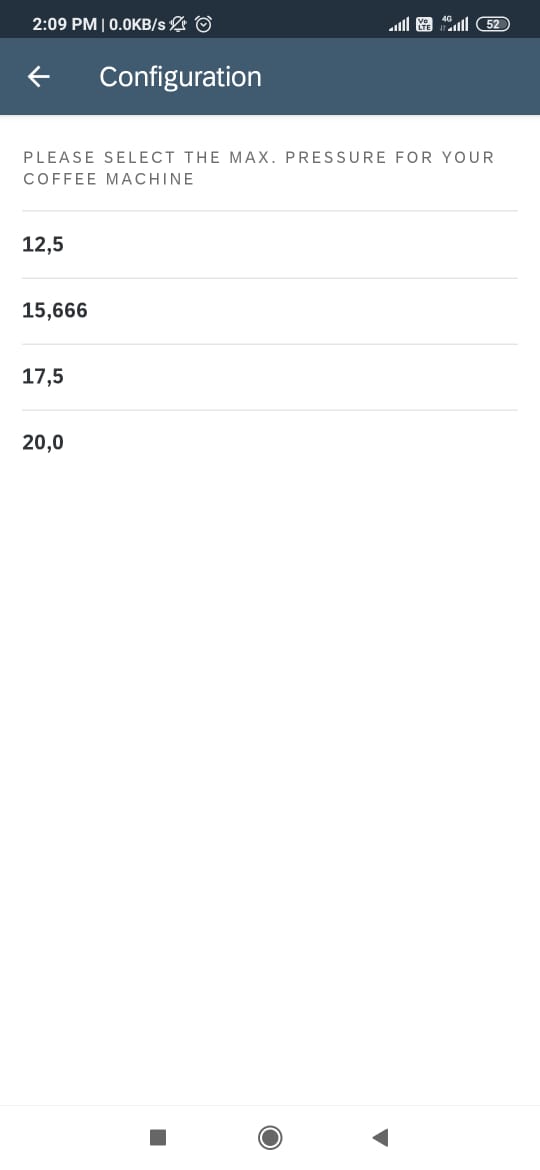 2:09 PM | 0.0KB/s
Vo LTE 4G 52
Configuration
PLEASE SELECT THE MAX. PRESSURE FOR YOUR
COFFEE MACHINE
12,5
15,666
17,5
20,0